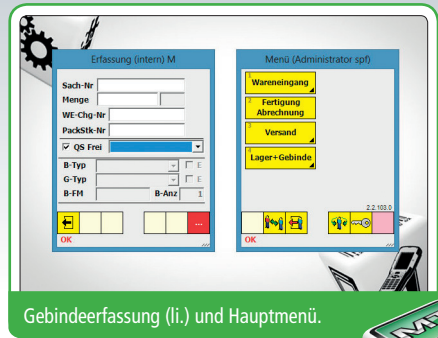 Erfassung (intern) M
Sach-Nr
Menge
WE-Chg-Nr
PackStk-Nr
QS Frei
B-Typ E
G-Typ E
B-FM B-Anz 1
...
OK
Menü (Administrator spf)
1
Wareneingang
2
Fertigung
Abrechnung
3
Versand
4
Lager+Gebinde
2.2.103.0
OK
Gebindeerfassung (li.) und Hauptmenü.